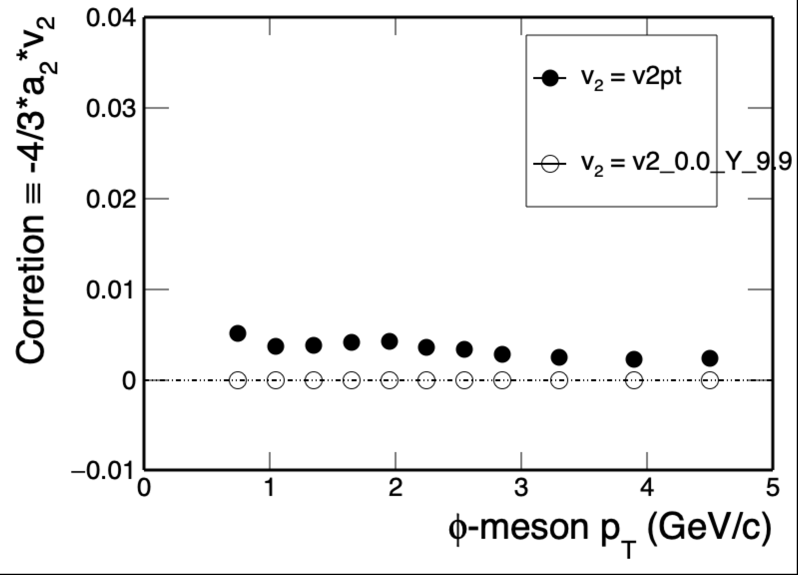 Corretion ≡ -4/3*a₂*v₂
0.04
0.03
0.02
0.01
0
−0.01
v₂ = v2pt
v₂ = v2_0.0_Y_9.9
0 1 2 3 4 5
ϕ-meson p_T (GeV/c)